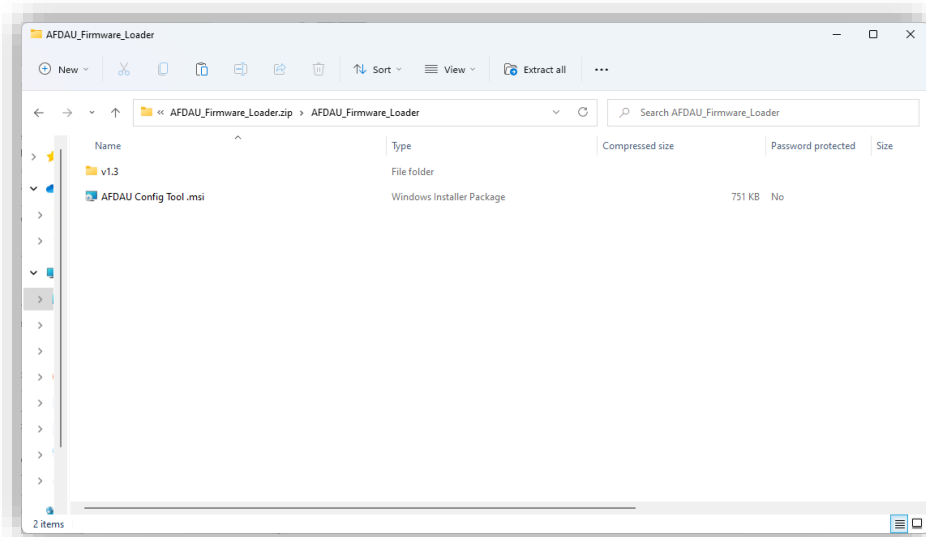 AFDAU_Firmware_Loader
New
Sort
View
Extract all
« AFDAU_Firmware_Loader.zip > AFDAU_Firmware_Loader
Search AFDAU_Firmware_Loader
Name Type Compressed size Password protected Size
v1.3 File folder
AFDAU Config Tool .msi Windows Installer Package 751 KB No
2 items